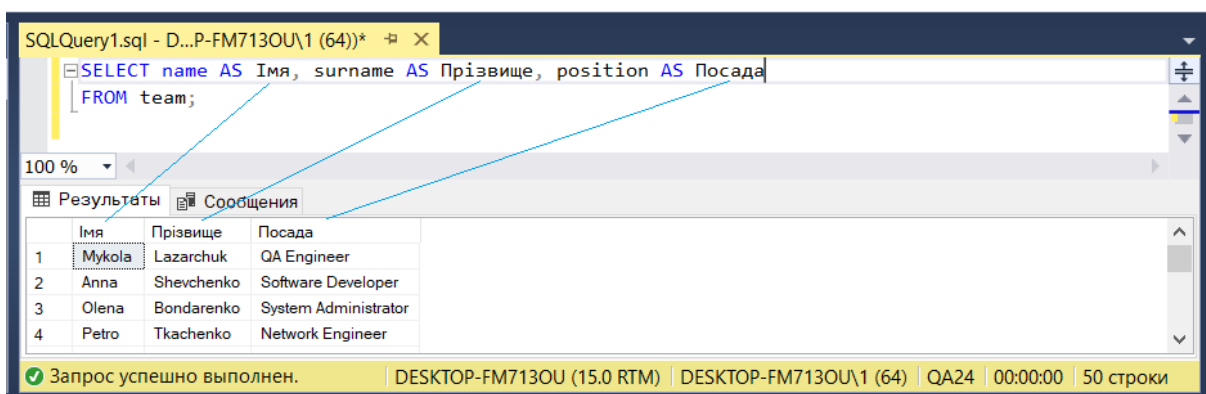 SQLQuery1.sql - D...P-FM713OU\1 (64))*
SELECT name AS Імя, surname AS Прізвище, position AS Посада
FROM team;
100 %
Результаты Сообщения
Імя Прізвище Посада
1 Mykola Lazarchuk QA Engineer
2 Anna Shevchenko Software Developer
3 Olena Bondarenko System Administrator
4 Petro Tkachenko Network Engineer
Запрос успешно выполнен. DESKTOP-FM713OU (15.0 RTM) DESKTOP-FM713OU\1 (64) QA24 00:00:00 50 строки